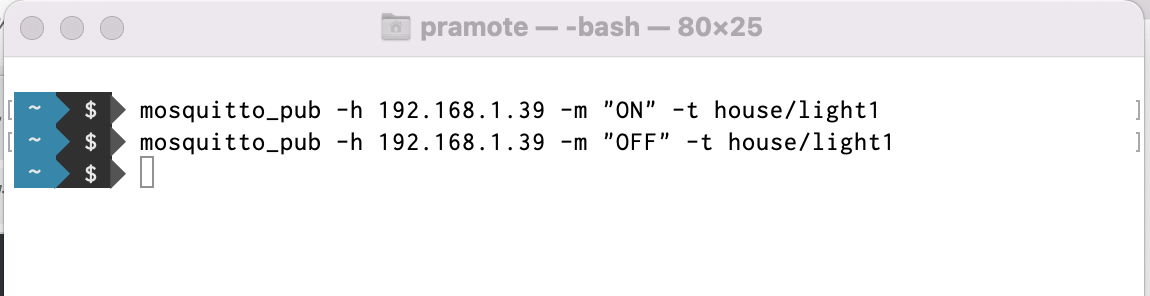 pramote — -bash — 80×25
~ $ mosquitto_pub -h 192.168.1.39 -m "ON" -t house/light1
~ $ mosquitto_pub -h 192.168.1.39 -m "OFF" -t house/light1
~ $